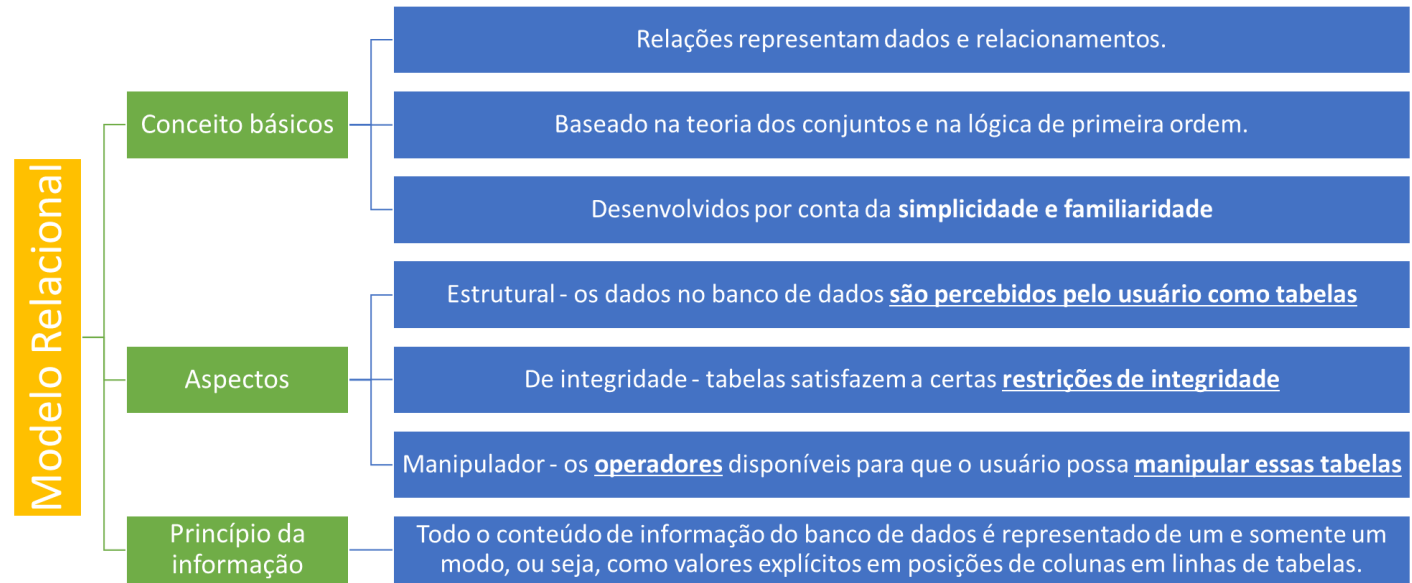 Modelo Relacional
Conceito básicos
Relações representam dados e relacionamentos.
Baseado na teoria dos conjuntos e na lógica de primeira ordem.
Desenvolvidos por conta da simplicidade e familiaridade
Aspectos
Estrutural - os dados no banco de dados são percebidos pelo usuário como tabelas
De integridade - tabelas satisfazem a certas restrições de integridade
Manipulador - os operadores disponíveis para que o usuário possa manipular essas tabelas
Princípio da
informação
Todo o conteúdo de informação do banco de dados é representado de um e somente um
modo, ou seja, como valores explícitos em posições de colunas em linhas de tabelas.